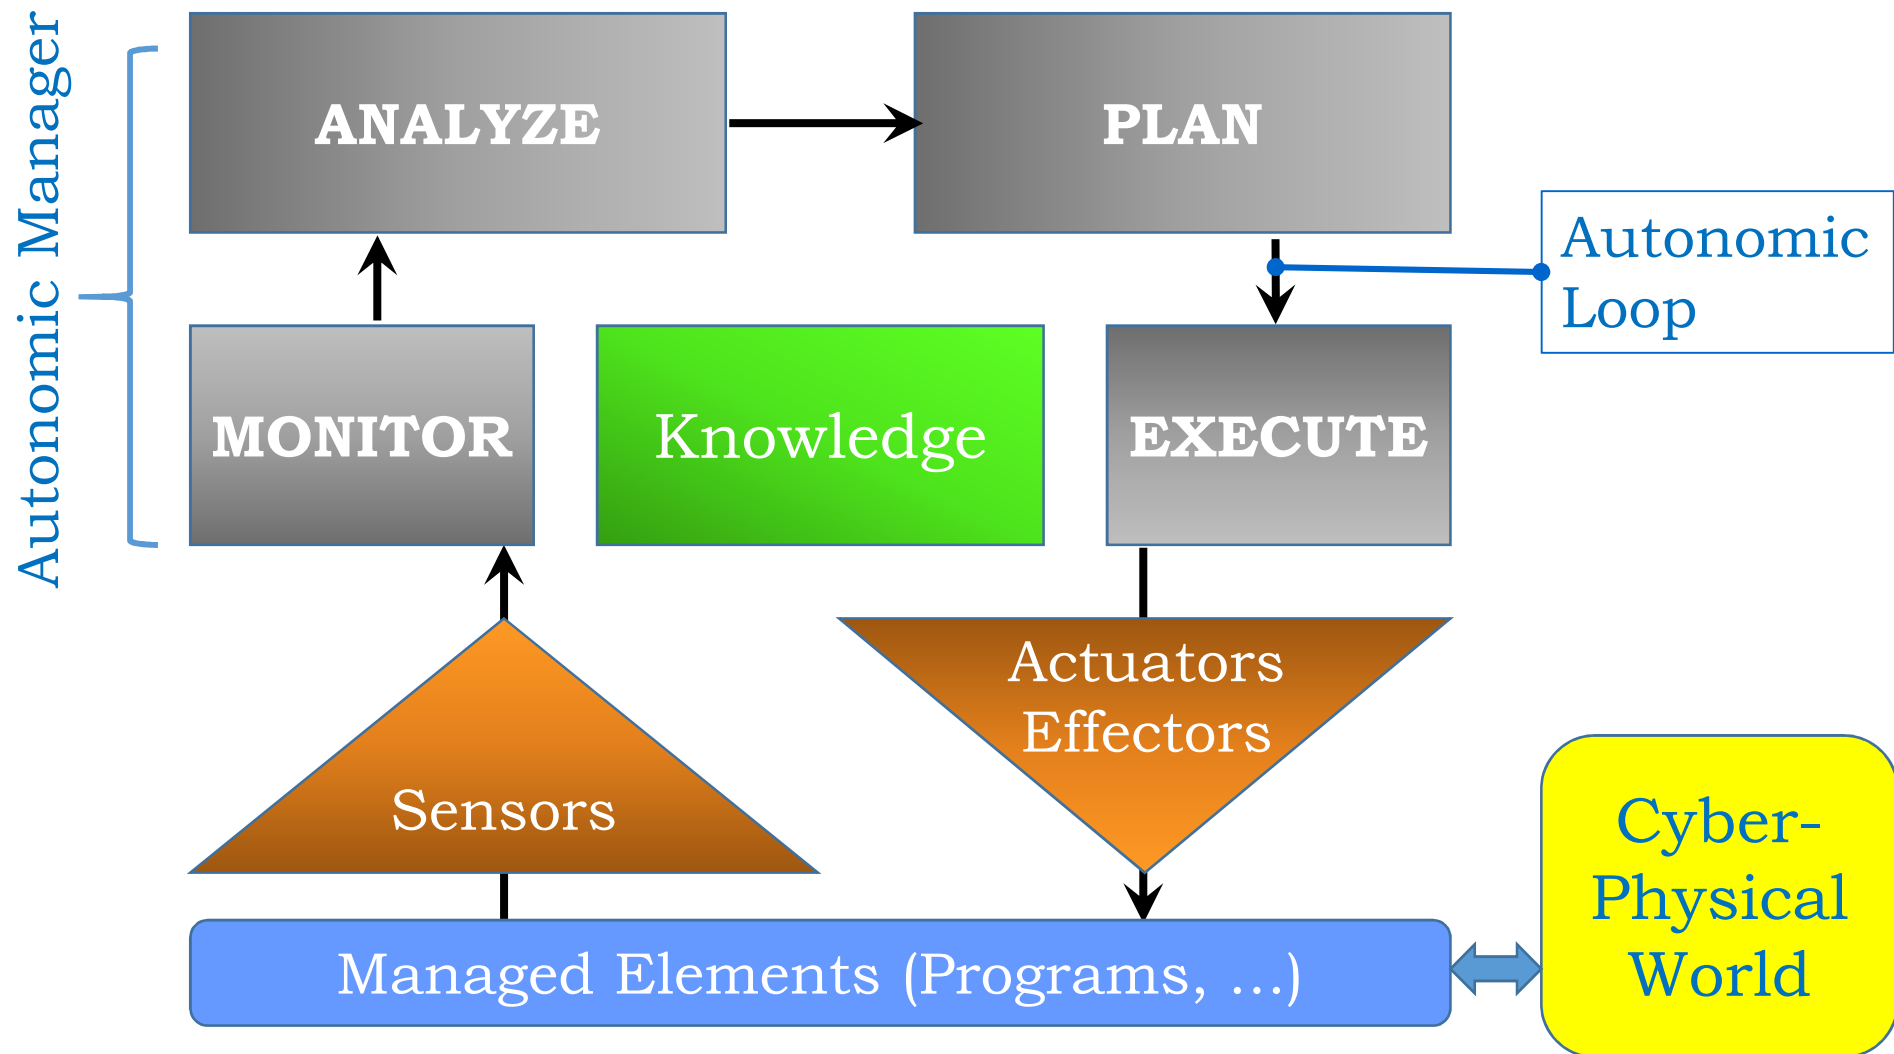 Autonomic Manager
ANALYZE
PLAN
Autonomic
Loop
MONITOR
Knowledge
EXECUTE
Sensors
Actuators
Effectors
Managed Elements (Programs, ...)
Cyber-
Physical
World